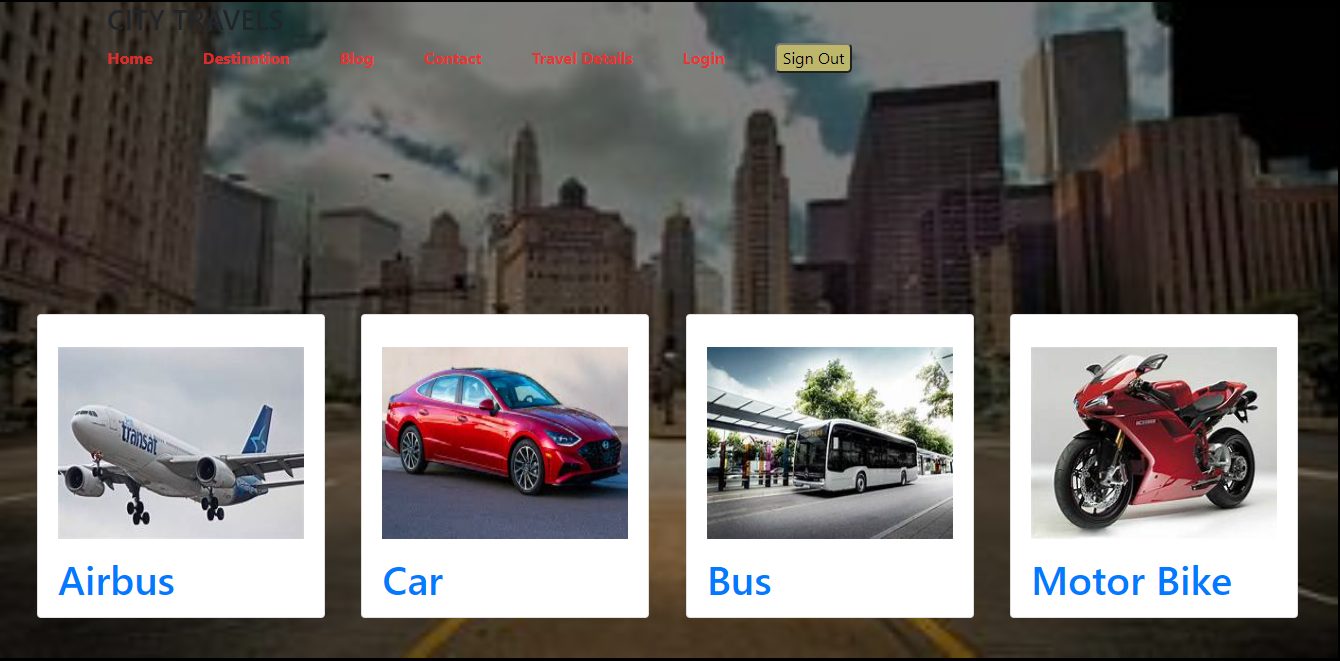 CITY TRAVELS
Home Destination Blog Contact Travel Details Login Sign Out
transat
Airbus Car Bus Motor Bike